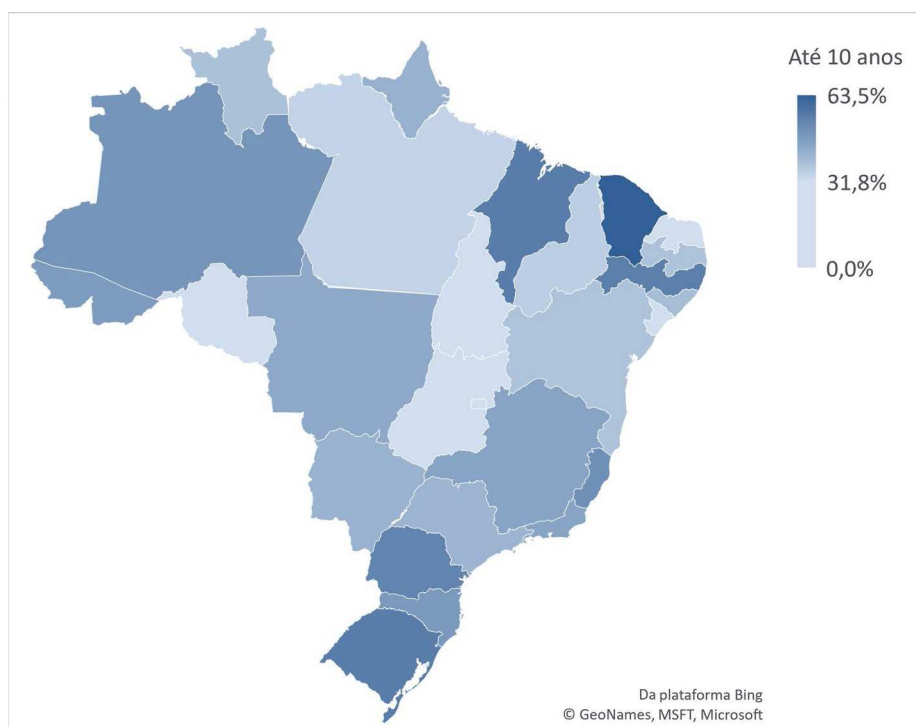 Até 10 anos
63,5%
31,8%
0,0%
Da plataforma Bing
© GeoNames, MSFT, Microsoft